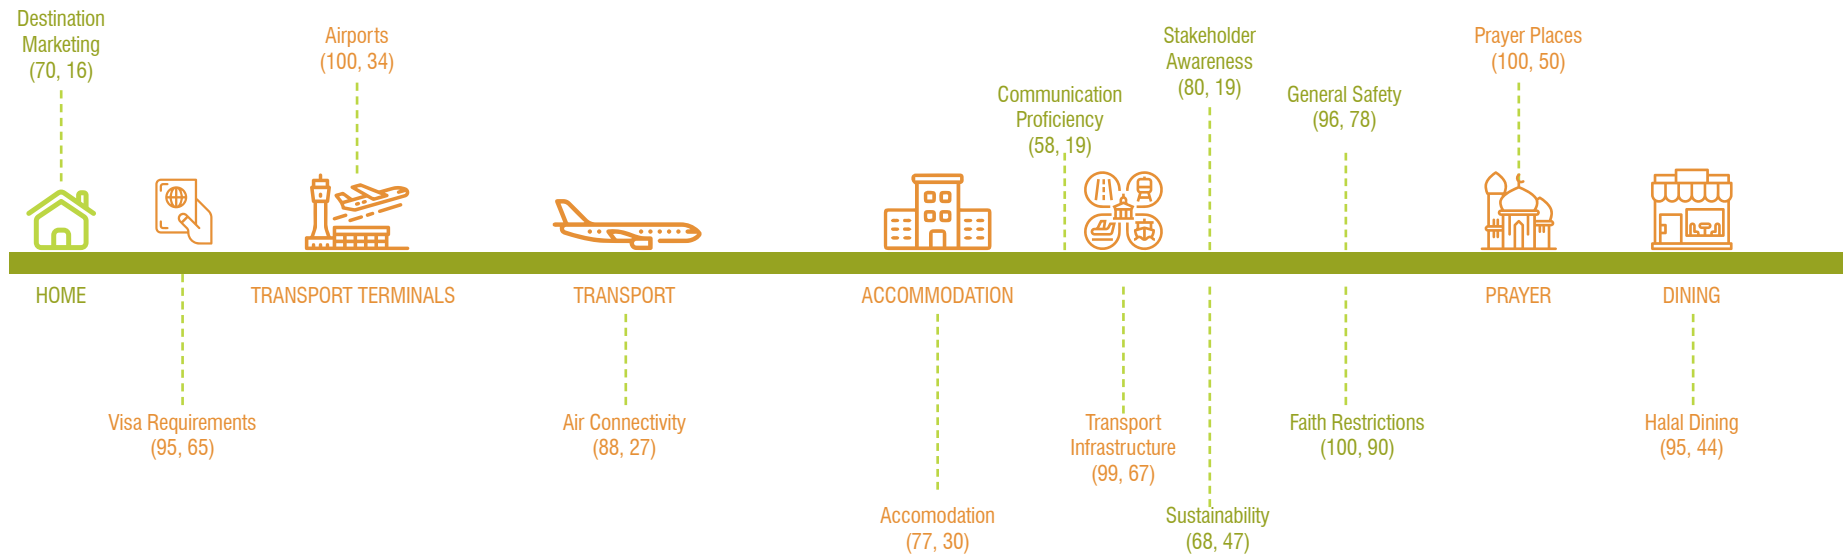 Destination
Marketing
(70, 16)
Airports
(100, 34)
Communication
Proficiency
(58, 19)
Stakeholder
Awareness
(80, 19)
General Safety
(96, 78)
Prayer Places
(100, 50)
HOME
TRANSPORT TERMINALS
TRANSPORT
ACCOMMODATION
PRAYER
DINING
Visa Requirements
(95, 65)
Air Connectivity
(88, 27)
Accomodation
(77, 30)
Transport
Infrastructure
(99, 67)
Sustainability
(68, 47)
Faith Restrictions
(100, 90)
Halal Dining
(95, 44)